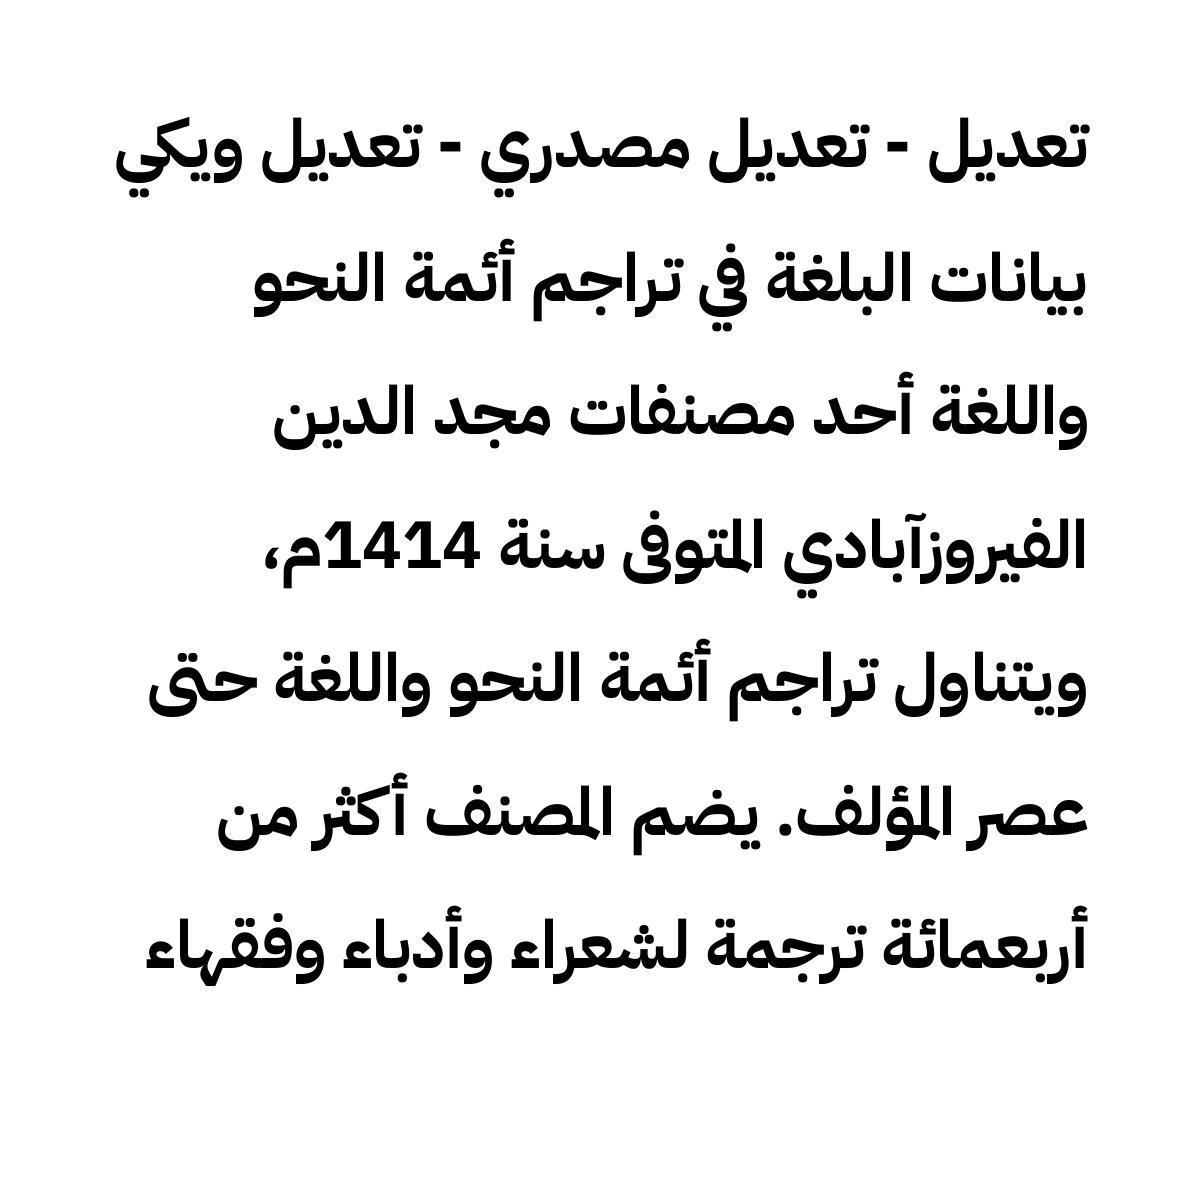 تعديل - تعديل مصدري - تعديل ويكي
بيانات البلغة في تراجم أئمة النحو
واللغة أحد مصنفات مجد الدين
الفيروزآبادي المتوفى سنة 1414م،
ويتناول تراجم أئمة النحو واللغة حتى
عصر المؤلف. يضم المصنف أكثر من
أربعمائة ترجمة لشعراء وأدباء وفقهاء